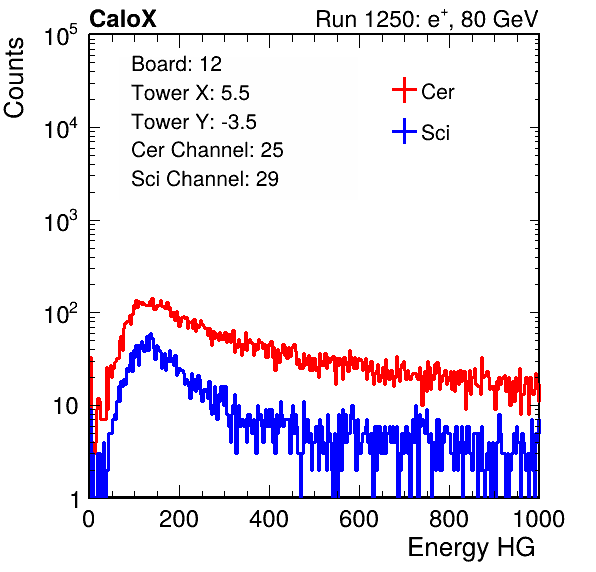 CaloX Run 1250: e⁺, 80 GeV
Counts
10⁵
10⁴
10³
10²
10
1
Board: 12
Tower X: 5.5
Tower Y: -3.5
Cer Channel: 25
Sci Channel: 29
Cer
Sci
0 200 400 600 800 1000
Energy HG